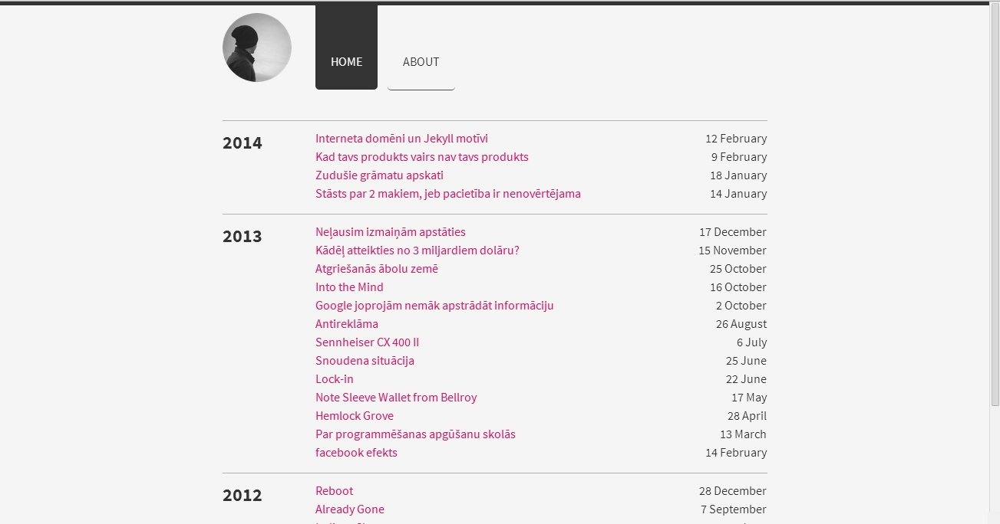 HOME ABOUT
2014 Interneta domēni un Jekyll motīvi 12 February
Kad tavs produkts vairs nav tavs produkts 9 February
Zudušie grāmatu apskati 18 January
Stāsts par 2 makiem, jeb pacietība ir nenovērtējama 14 January
2013 Neļausim izmaiņām apstāties 17 December
Kādēļ atteikties no 3 miljardiem dolāru? 15 November
Atgriešanās ābolu zemē 25 October
Into the Mind 16 October
Google joprojām nemāk apstrādāt informāciju 2 October
Antireklāma 26 August
Sennheiser CX 400 II 6 July
Snoudena situācija 25 June
Lock-in 22 June
Note Sleeve Wallet from Bellroy 17 May
Hemlock Grove 28 April
Par programmēšanas apgūšanu skolās 13 March
facebook efekts 14 February
2012 Reboot 28 December
Already Gone 7 September